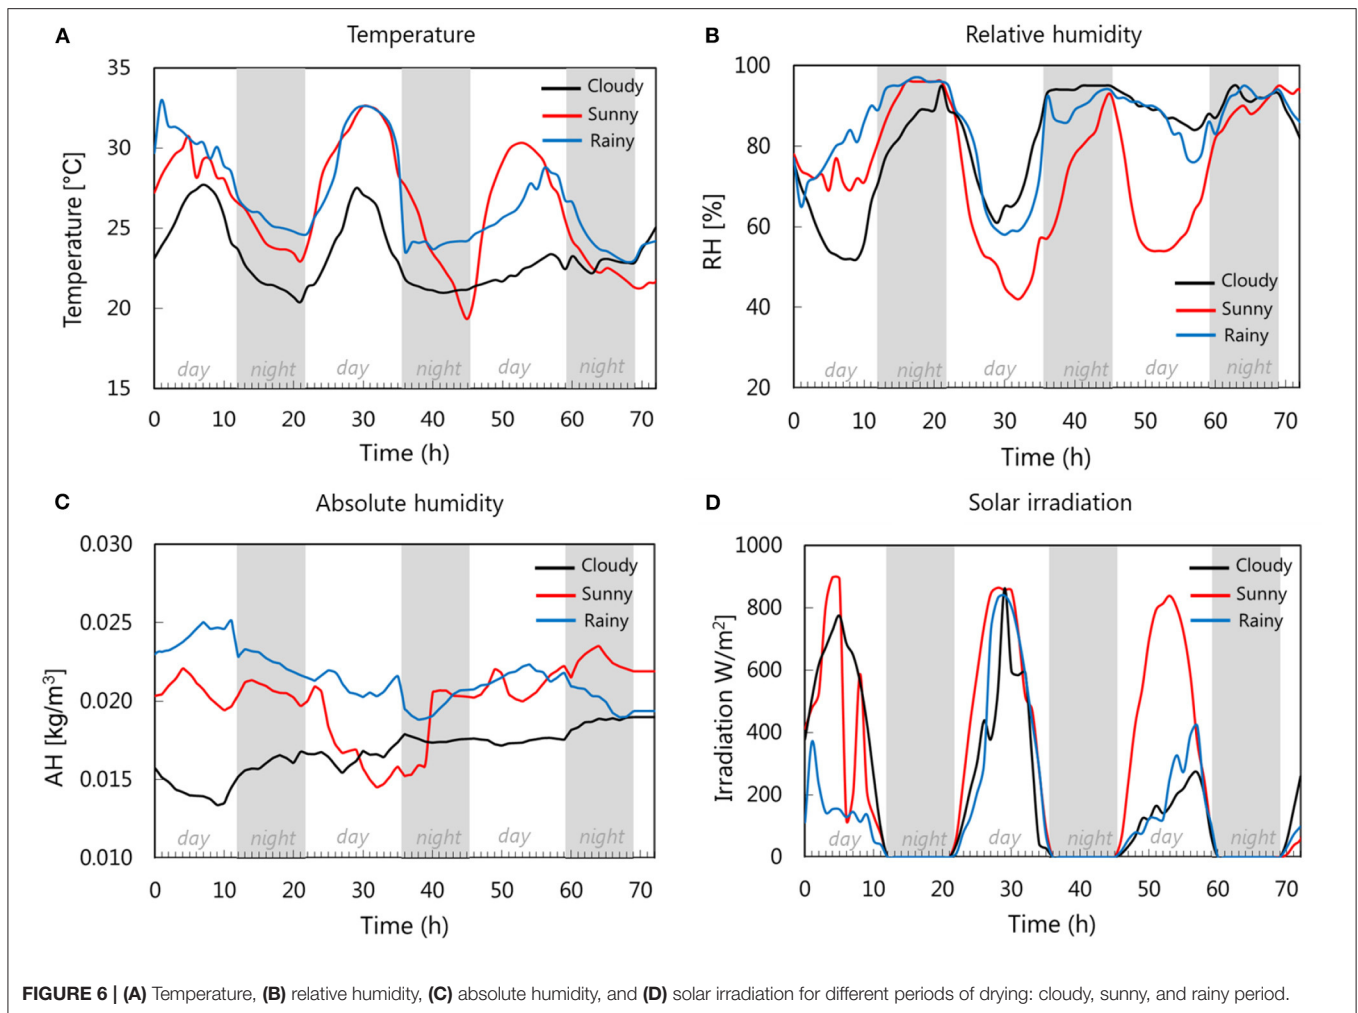 A
Temperature
Temperature [°C]
35
30
25
20
15
Cloudy
Sunny
Rainy
day
night
day
night
day
night
0
10
20
30
40
50
60
70
Time (h)
B
Relative humidity
RH [%]
100
80
60
40
20
Cloudy
Sunny
Rainy
day
night
day
night
day
night
0
10
20
30
40
50
60
70
Time (h)
C
Absolute humidity
AH [kg/m³]
0.030
0.025
0.020
0.015
0.010
Cloudy
Sunny
Rainy
day
night
day
night
day
night
0
10
20
30
40
50
60
70
Time (h)
D
Solar irradiation
Irradiation W/m²]
1000
800
600
400
200
0
Cloudy
Sunny
Rainy
day
night
day
night
day
night
0
10
20
30
40
50
60
70
Time (h)
FIGURE 6 | (A) Temperature, (B) relative humidity, (C) absolute humidity, and (D) solar irradiation for different periods of drying: cloudy, sunny, and rainy period.